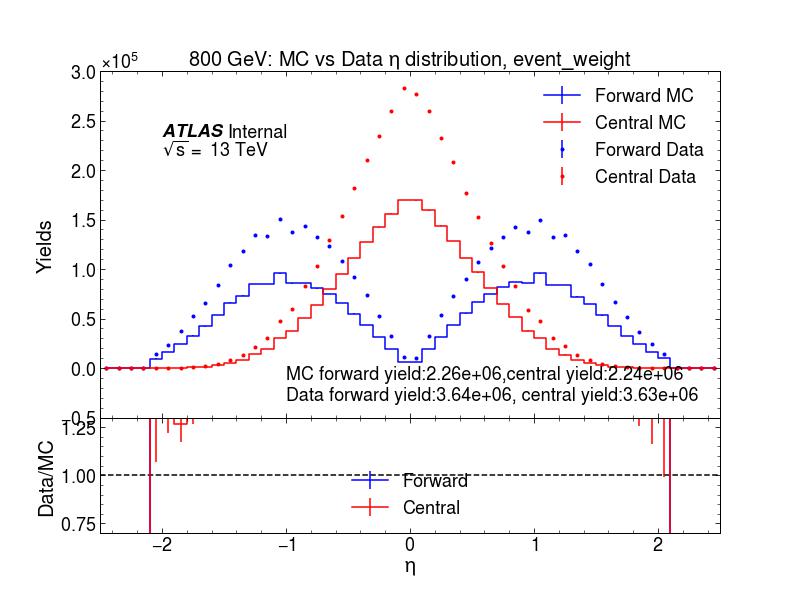 ×10⁵
800 GeV: MC vs Data η distribution, event_weight
3.0
2.5
2.0
1.5
1.0
0.5
0.0
0.5
Yields
ATLAS Internal
√s = 13 TeV
Forward MC
Central MC
Forward Data
Central Data
MC forward yield:2.26e+06,central yield:2.24e+06
Data forward yield:3.64e+06, central yield:3.63e+06
1.25
1.00
0.75
Data/MC
Forward
Central
−2 −1 0 1 2
η